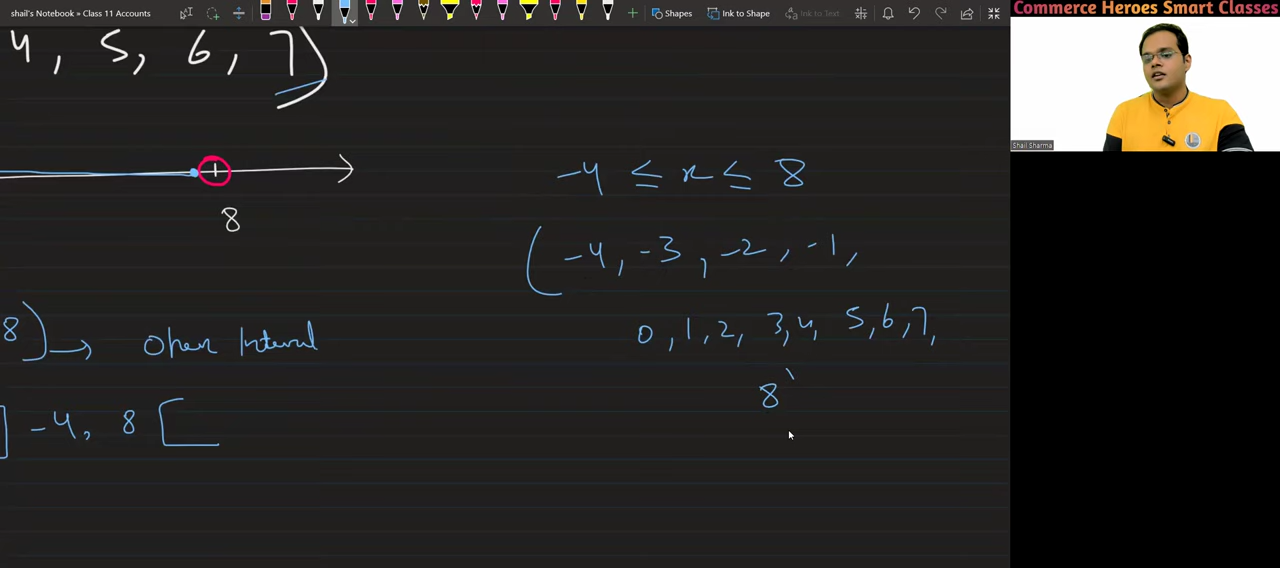 shail's Notebook » Class 11 Accounts
Shapes
Ink to Shape
Ink to Text
Commerce Heroes Smart Classes
Shail Sharma
4, 5, 6, 7)
8
8) → Open Interval
] -4, 8 [
-4 ≤ x ≤ 8
( -4, -3, -2, -1,
0, 1, 2, 3, 4, 5, 6, 7,
8